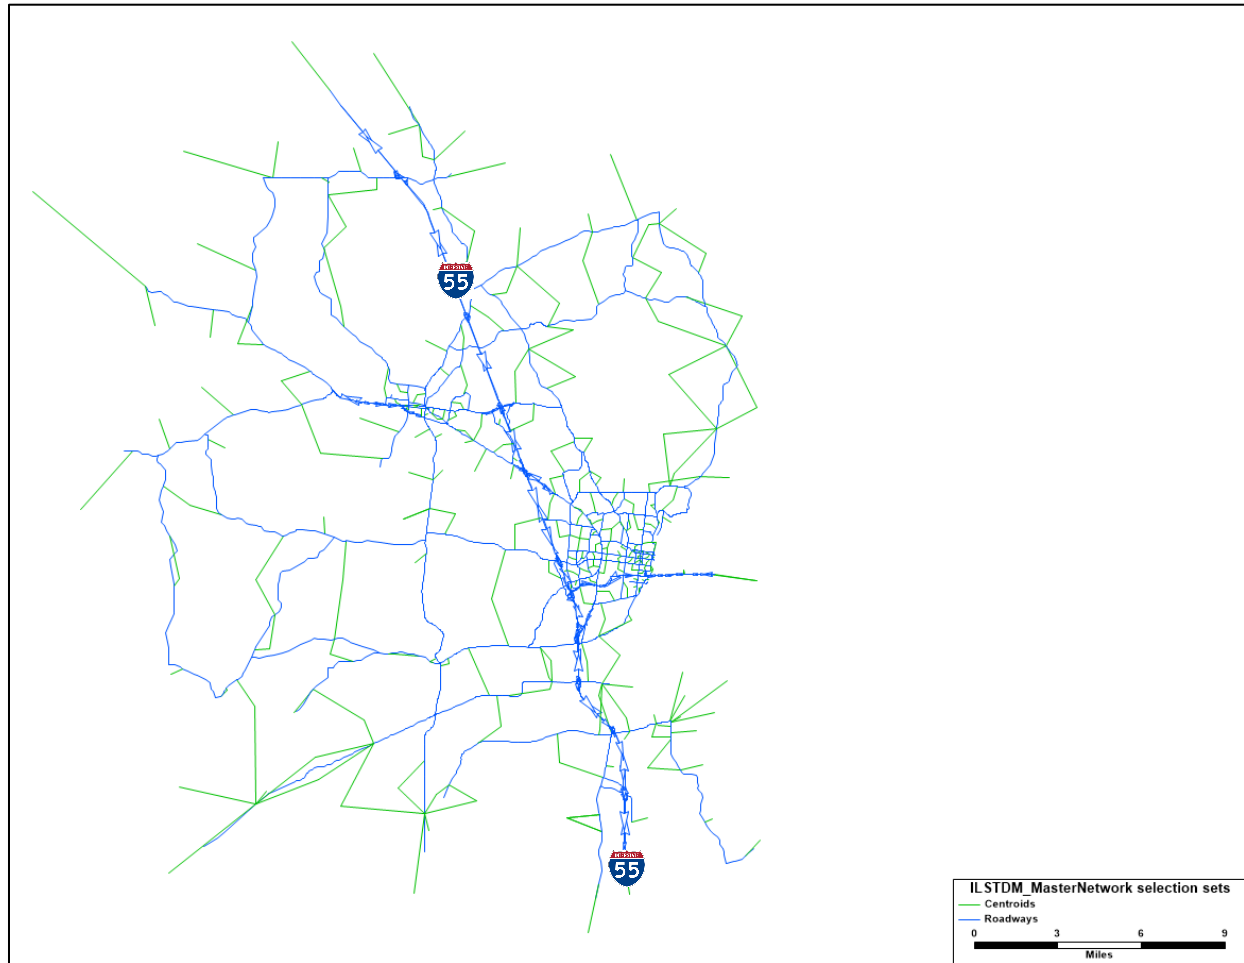 55
55
ILSTDM_MasterNetwork selection sets
Centroids
Roadways
0 3 6 9
Miles